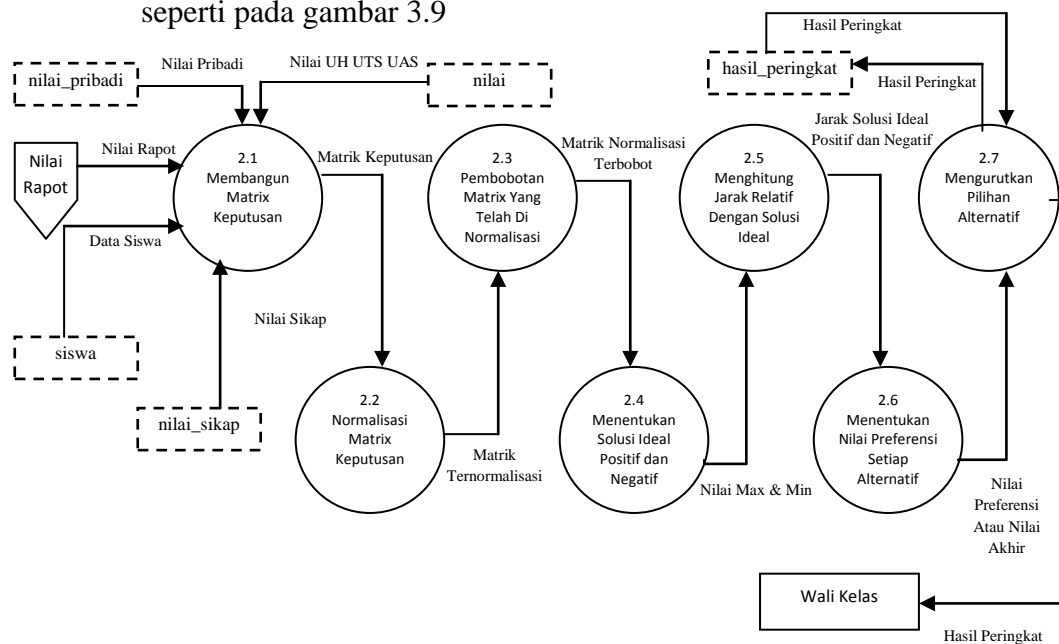 seperti pada gambar 3.9
Hasil Peringkat
nilai_pribadi
Nilai Pribadi
Nilai UH UTS UAS
nilai
hasil_peringkat
Hasil Peringkat
Nilai
Rapot
Nilai Rapot
2.1
Membangun
Matrix
Keputusan
Matrik Keputusan
2.3
Pembobotan
Matrix Yang
Telah Di
Normalisasi
Matrik Normalisasi
Terbobot
2.5
Menghitung
Jarak Relatif
Dengan Solusi
Ideal
Jarak Solusi Ideal
Positif dan Negatif
2.7
Mengurutkan
Pilihan
Alternatif
Data Siswa
siswa
Nilai Sikap
nilai_sikap
2.2
Normalisasi
Matrix
Keputusan
Matrik
Ternormalisasi
2.4
Menentukan
Solusi Ideal
Positif dan
Negatif
Nilai Max & Min
2.6
Menentukan
Nilai Preferensi
Setiap
Alternatif
Nilai
Preferensi
Atau Nilai
Akhir
Wali Kelas
Hasil Peringkat